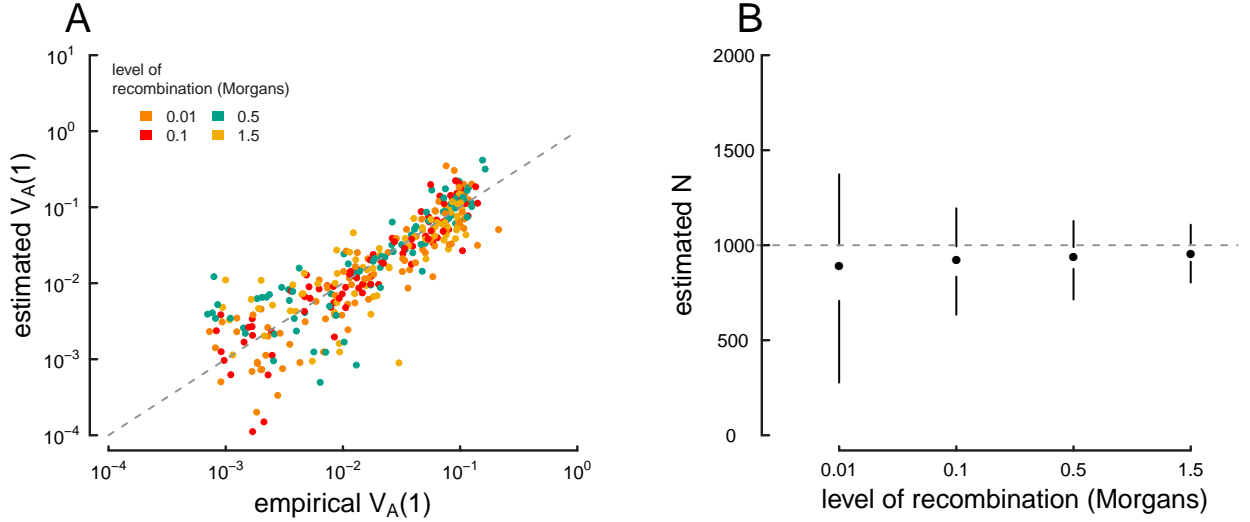 A
estimated V_A(1)
10^1
10^0
10^-1
10^-2
10^-3
10^-4
level of
recombination (Morgans)
0.01 0.5
0.1 1.5
10^-4 10^-3 10^-2 10^-1 10^0
empirical V_A(1)
B
estimated N
2000
1500
1000
500
0
0.01 0.1 0.5 1.5
level of recombination (Morgans)